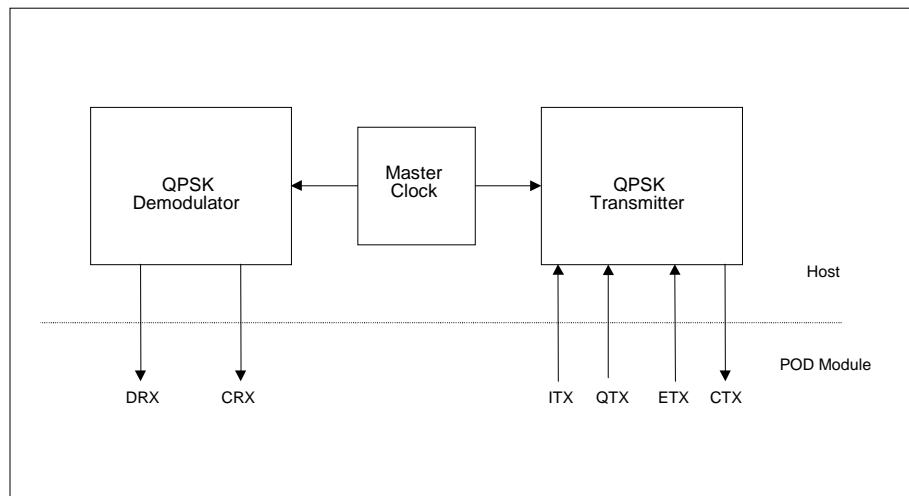 QPSK
Demodulator
Master
Clock
QPSK
Transmitter
Host
POD Module
DRX
CRX
ITX
QTX
ETX
CTX